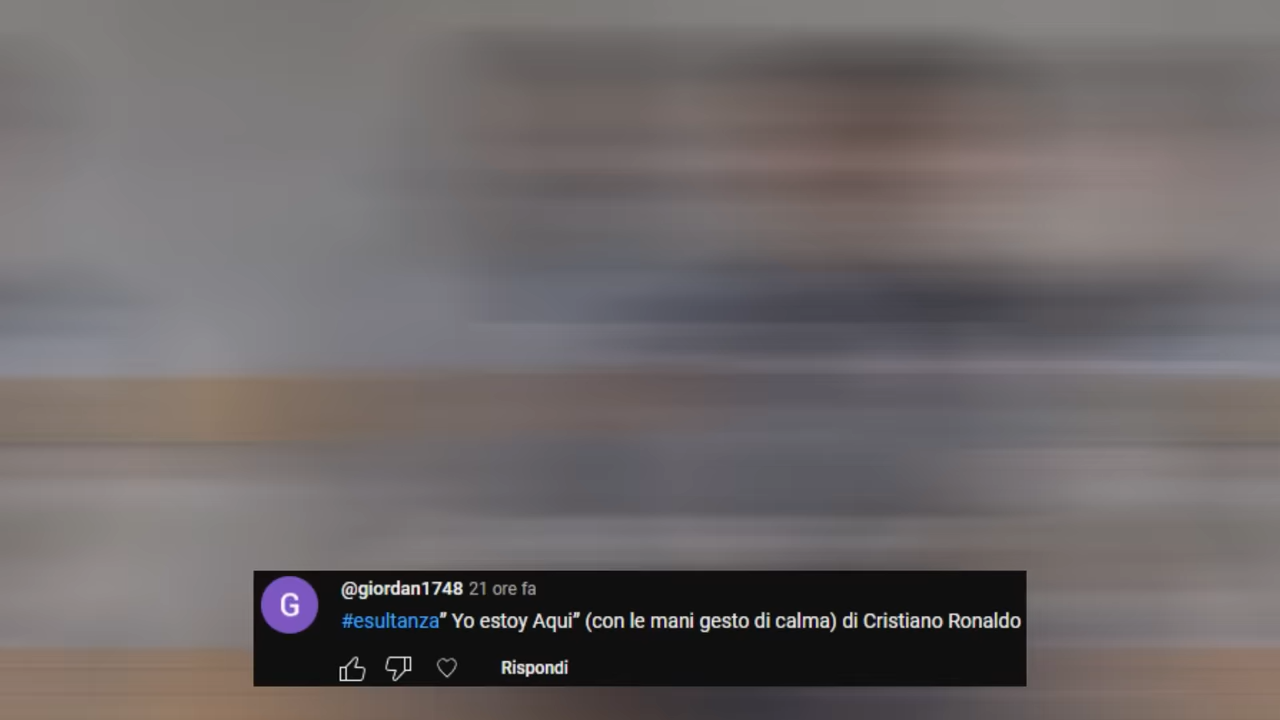 G
@giordan1748 21 ore fa
#esultanza” Yo estoy Aqui” (con le mani gesto di calma) di Cristiano Ronaldo
Rispondi